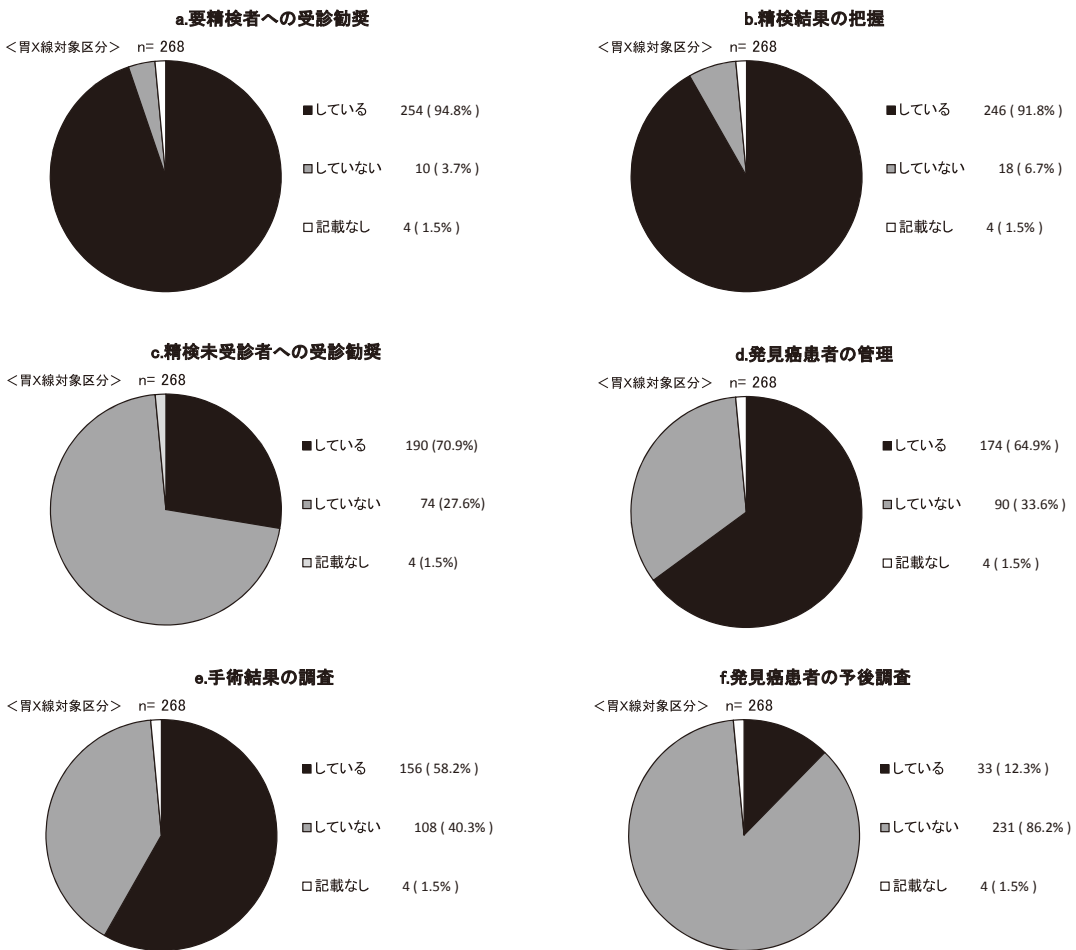 a.要精検者への受診勧奨
＜胃X線対象区分＞ n= 268
■している 254 ( 94.8% )
■していない 10 ( 3.7% )
□記載なし 4 ( 1.5% )
b.精検結果の把握
＜胃X線対象区分＞ n= 268
■している 246 ( 91.8% )
■していない 18 ( 6.7% )
□記載なし 4 ( 1.5% )
c.精検未受診者への受診勧奨
＜胃X線対象区分＞ n= 268
■している 190 (70.9%)
■していない 74 (27.6%)
□記載なし 4 (1.5%)
d.発見癌患者の管理
＜胃X線対象区分＞ n= 268
■している 174 ( 64.9% )
■していない 90 ( 33.6% )
□記載なし 4 ( 1.5% )
e.手術結果の調査
＜胃X線対象区分＞ n= 268
■している 156 ( 58.2% )
■していない 108 ( 40.3% )
□記載なし 4 ( 1.5% )
f.発見癌患者の予後調査
＜胃X線対象区分＞ n= 268
■している 33 ( 12.3% )
■していない 231 ( 86.2% )
□記載なし 4 ( 1.5% )